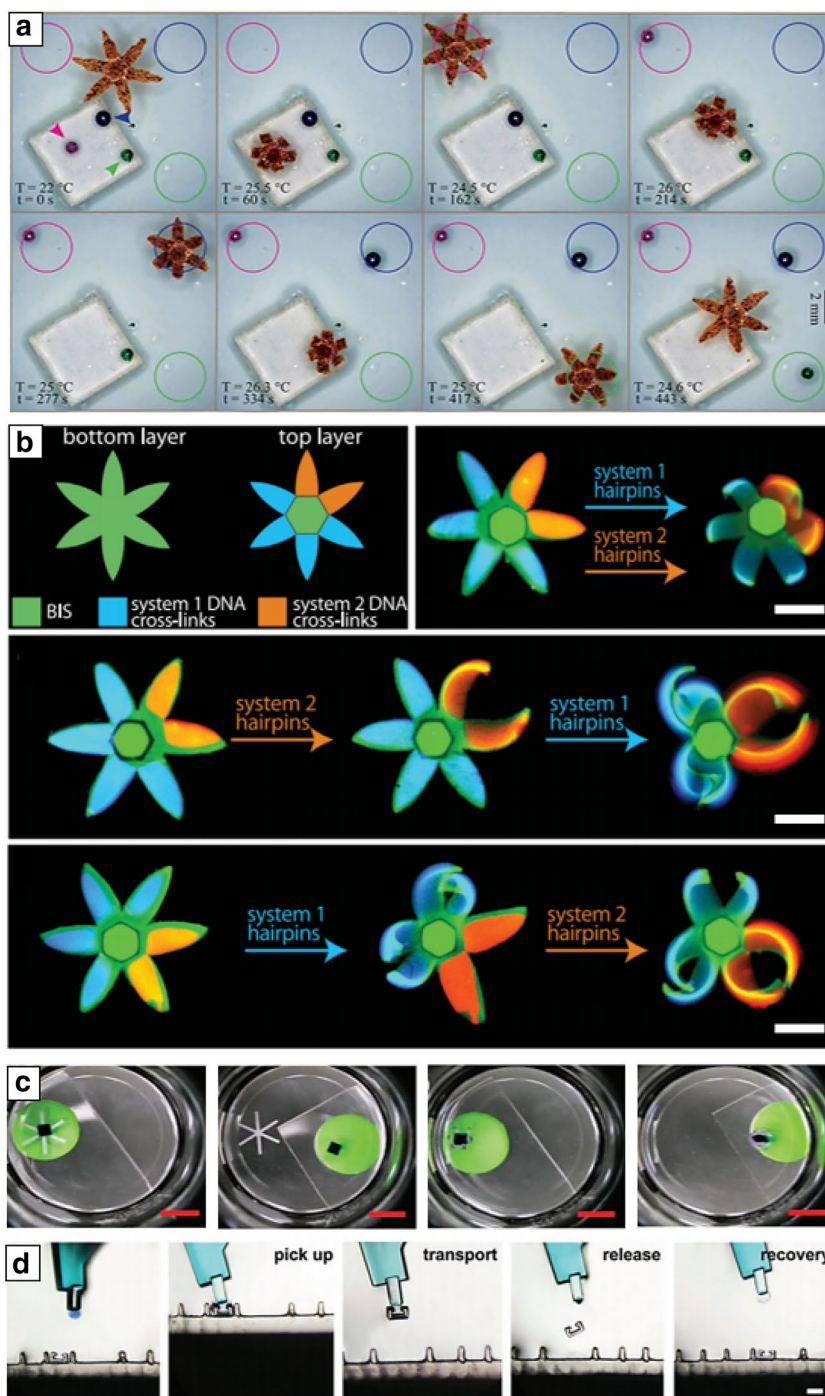 a
T = 22 °C
t = 0s
T = 25.5 °C
t = 60 s
T = 24.5 °C
t = 162 s
T = 26 °C
t = 214 s
T = 25 °C
t = 277 s
T = 26.3 °C
t = 334 s
T = 25 °C
t = 417 s
T = 24.6 °C
t = 443 s
2 mm
b
bottom layer
top layer
BIS
system 1 DNA
cross-links
system 2 DNA
cross-links
system 1
hairpins
system 2
hairpins
system 2
hairpins
system 1
hairpins
system 1
hairpins
system 2
hairpins
c
d
pick up
transport
release
recovery